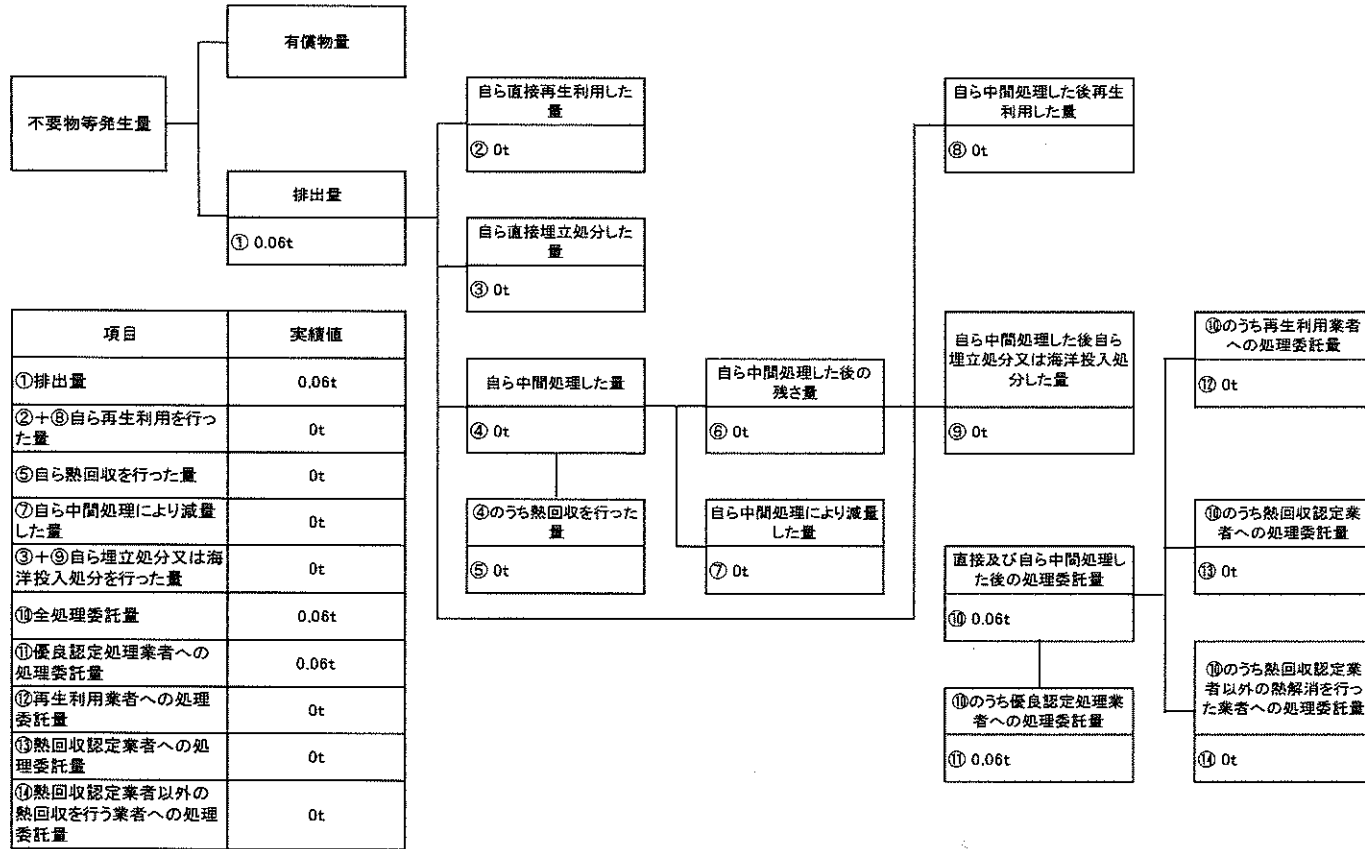 有償物量
不要物等発生量
排出量
① 0.06t
自ら直接再生利用した
量
② 0t
自ら直接埋立処分した
量
③ 0t
自ら中間処理した量
④ 0t
④のうち熱回収を行った
量
⑤ 0t
自ら中間処理した後の
残さ量
⑥ 0t
自ら中間処理により減量
した量
⑦ 0t
自ら中間処理した後再生
利用した量
⑧ 0t
自ら中間処理した後自ら
埋立処分又は海洋投入処
分した量
⑨ 0t
直接及び自ら中間処理し
た後の処理委託量
⑩ 0.06t
⑩のうち優良認定処理業
者への処理委託量
⑪ 0.06t
⑩のうち再生利用業者
への処理委託量
⑫ 0t
⑩のうち熱回収認定業
者への処理委託量
⑬ 0t
⑩のうち熱回収認定業
者以外の熱解消を行っ
た業者への処理委託量
⑭ 0t
項目 実績値
①排出量 0.06t
②+⑧自ら再生利用を行っ
た量 0t
⑤自ら熱回収を行った量 0t
⑦自ら中間処理により減量
した量 0t
③+⑨自ら埋立処分又は海
洋投入処分を行った量 0t
⑩全処理委託量 0.06t
⑪優良認定処理業者への
処理委託量 0.06t
⑫再生利用業者への処理
委託量 0t
⑬熱回収認定業者への処
理委託量 0t
⑭熱回収認定業者以外の
熱回収を行う業者への処理
委託量 0t